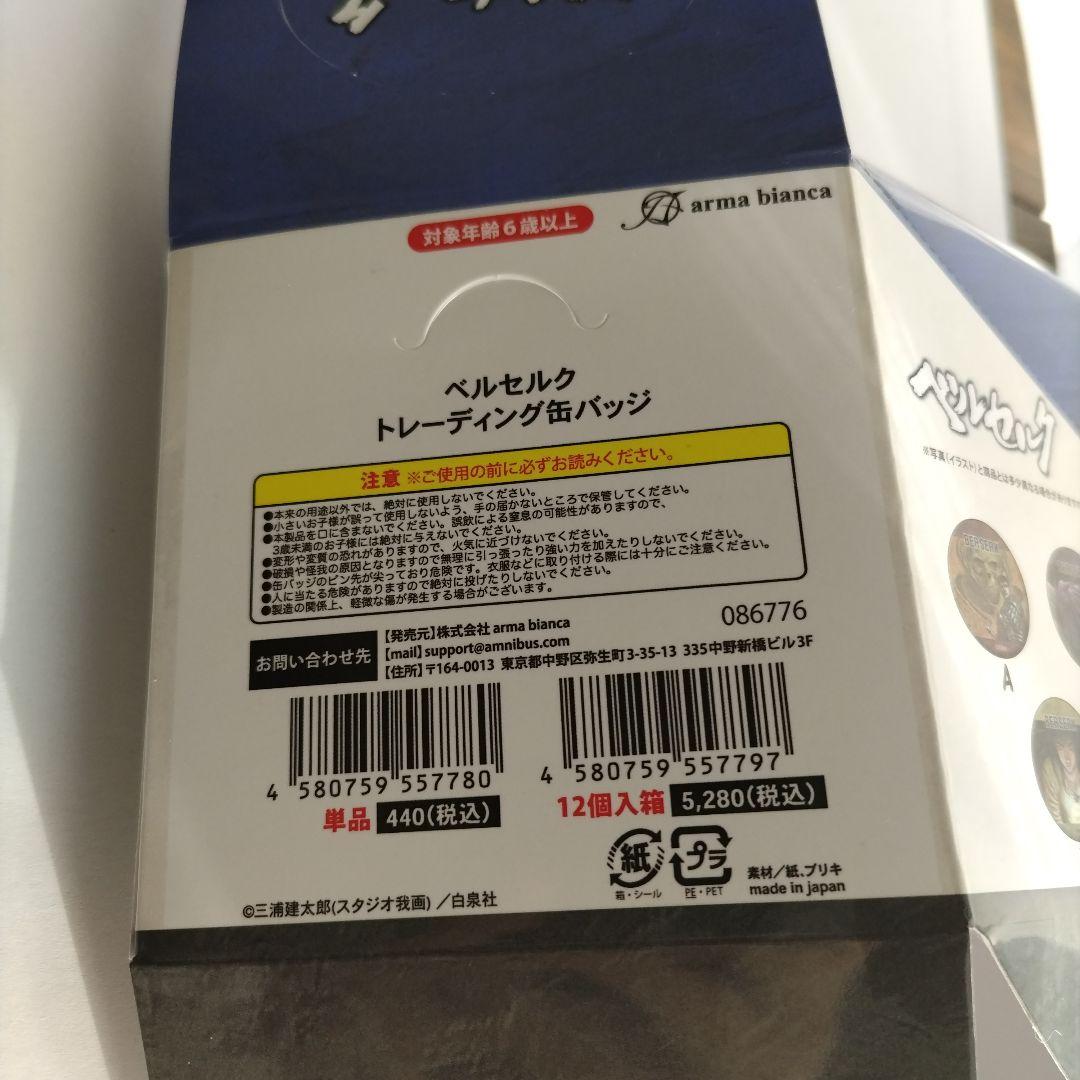 対象年齢6歳以上
arma bianca
ベルセルク
トレーディング缶バッジ
注意 ※ご使用の前に必ずお読みください。
●本来の用途以外では、絶対に使用しないでください。
●小さいお子様が誤って使用しないよう、手の届かないところで保管してください。
●本製品を口に含まないでください。誤飲による窒息の可能性がありますので、
3歳未満のお子様には絶対に与えないでください。
●変形や変質の恐れがありますので、火気に近づけないでください。
●破損や怪我の原因となりますので無理に引っ張ったり強い力を加えたりしないでください。
●缶バッジのピン先が尖っており危険です。衣服などに取り付ける際には十分にご注意ください。
●人に当たる危険がありますので絶対に投げたりしないでください。
●製造の関係上、軽微な傷が発生する場合がございます。
086776
お問い合わせ先
【発売元】株式会社 arma bianca
【mail】support@amnibus.com
【住所】〒164-0013 東京都中野区弥生町3-35-13 335中野新橋ビル3F
4 580759 557780
単品 440(税込)
4 580759 557797
12個入箱 5,280(税込)
紙
箱・シール
プラ
PE・PET
素材/紙、ブリキ
made in japan
©三浦建太郎(スタジオ我画) /白泉社
ベルセルク
※写真(イラスト)と商品とは多少異なる場合が
BERSERK
A
BERSERK